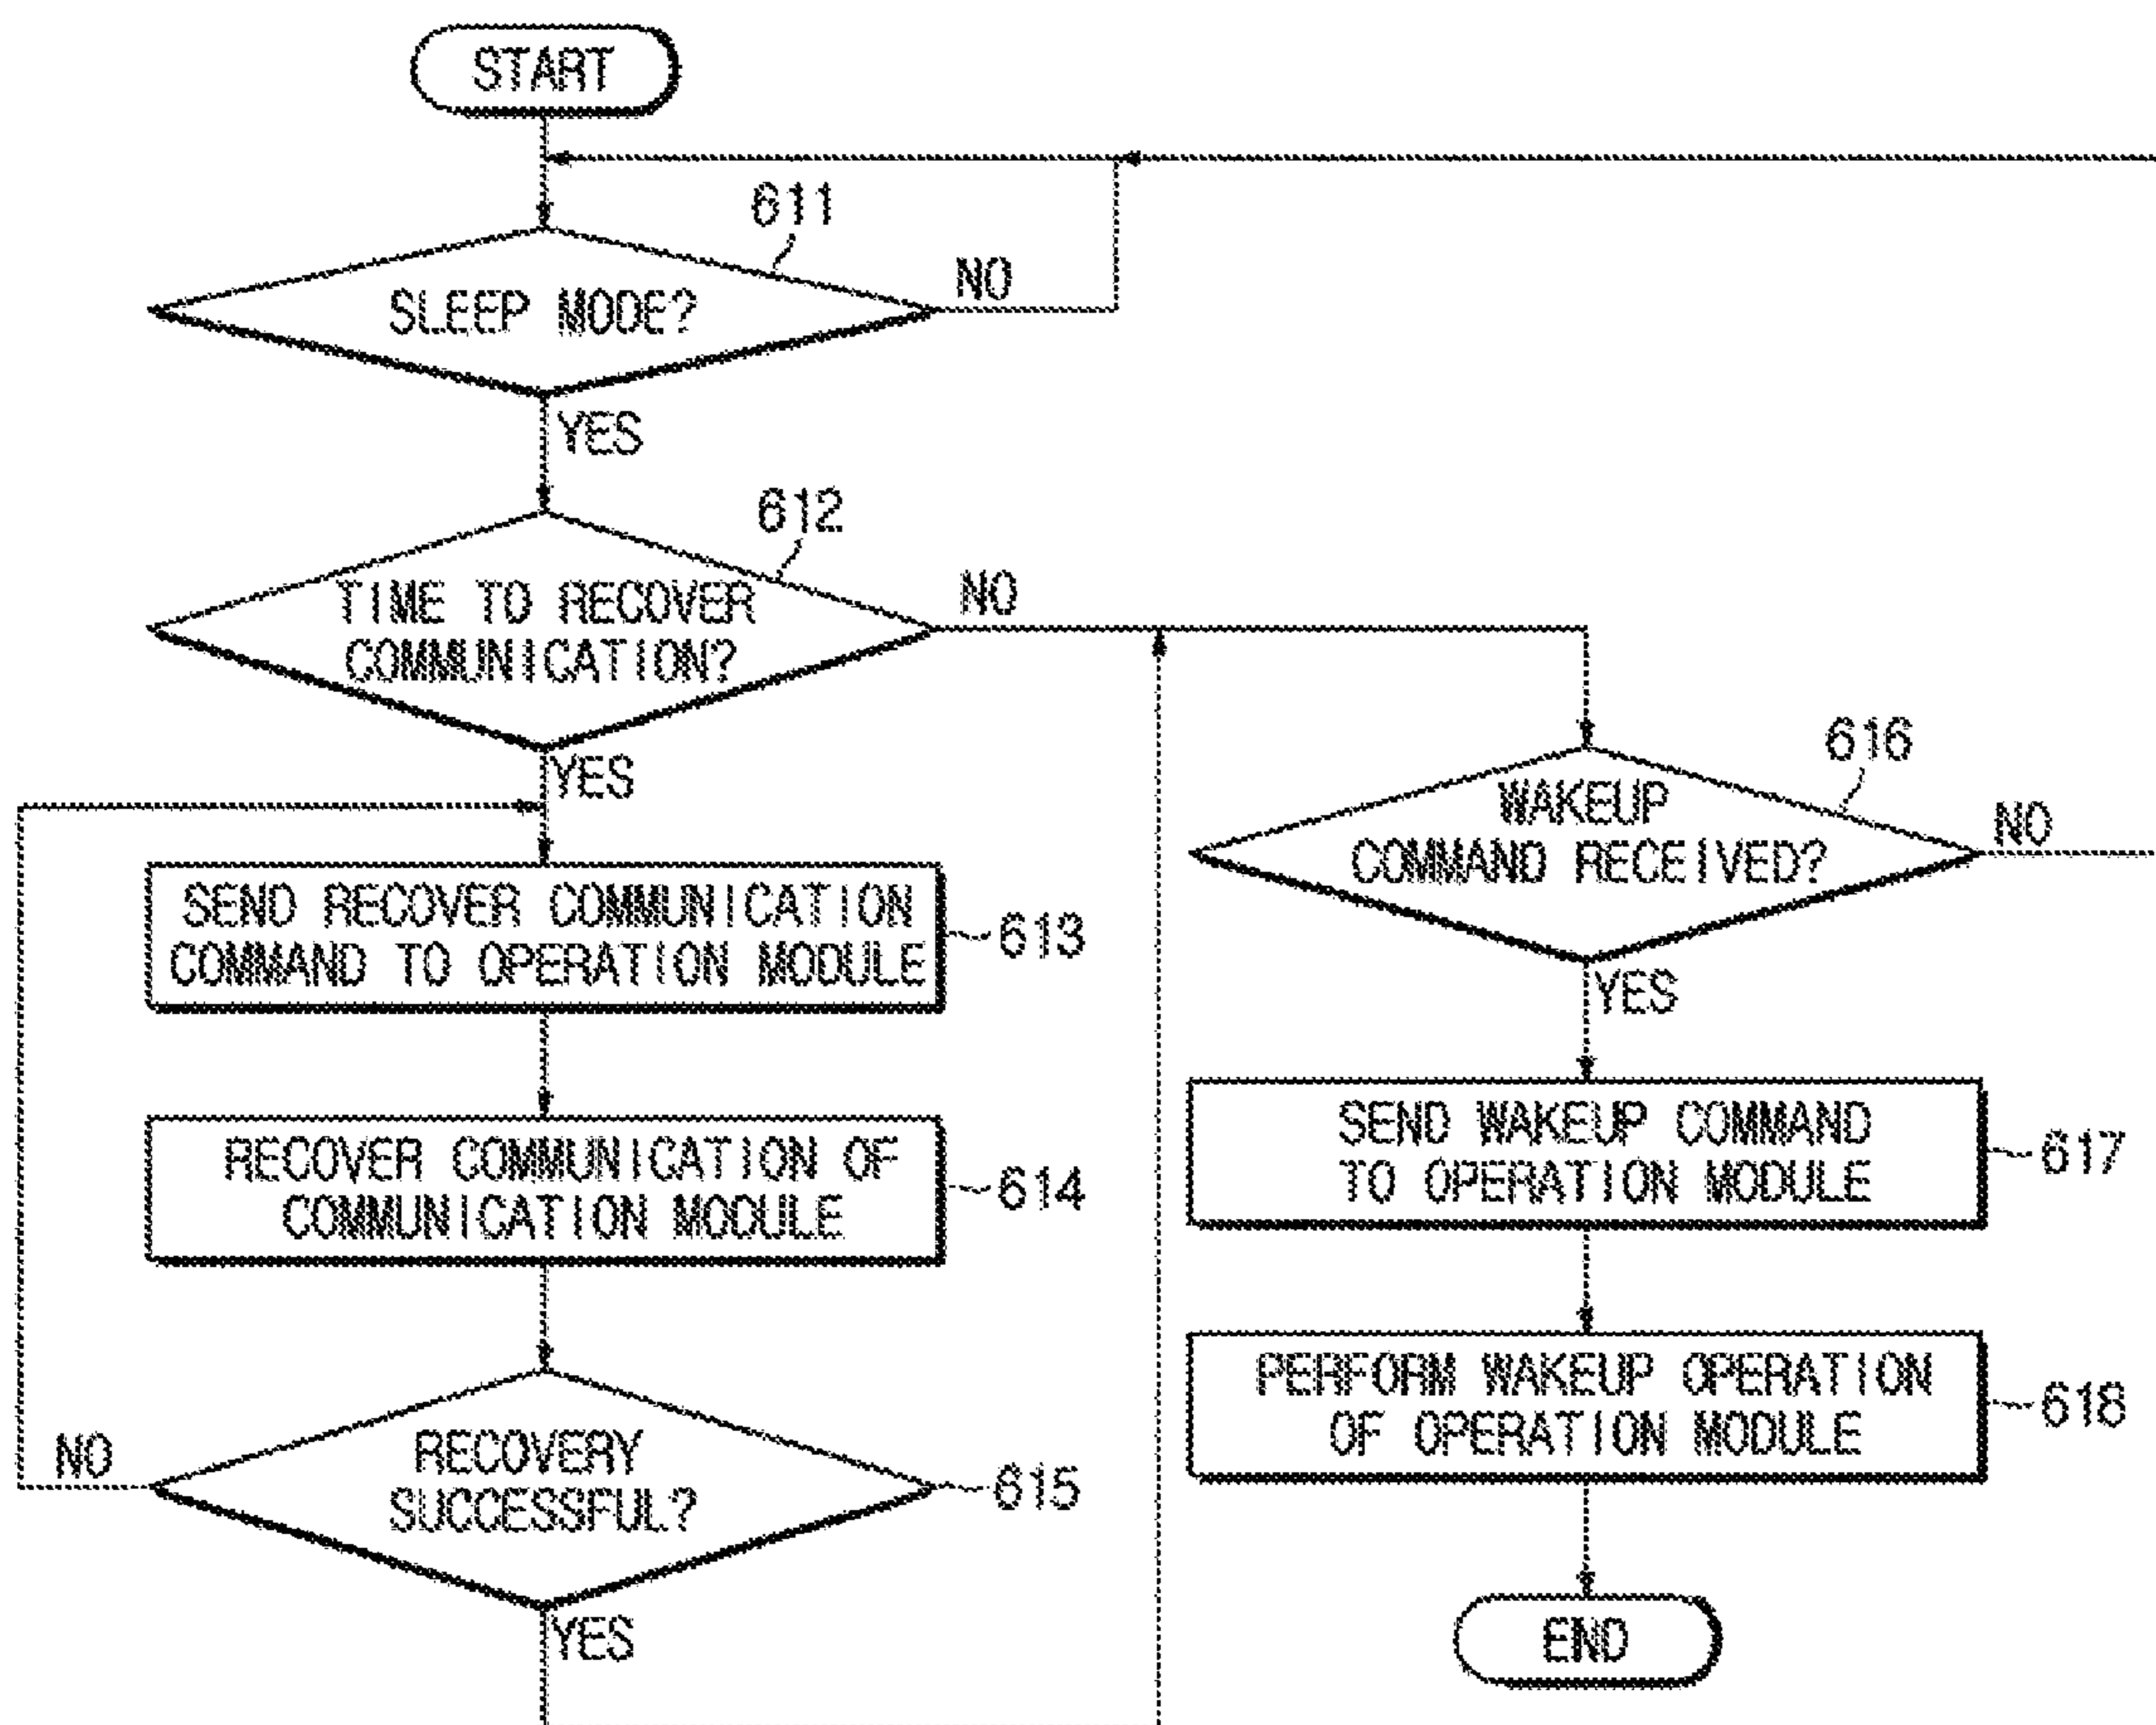 START
611
SLEEP MODE?
NO
YES
612
TIME TO RECOVER
COMMUNICATION?
NO
YES
SEND RECOVER COMMUNICATION
COMMAND TO OPERATION MODULE
613
RECOVER COMMUNICATION OF
COMMUNICATION MODULE
614
RECOVERY
SUCCESSFUL?
615
NO
YES
616
WAKEUP
COMMAND RECEIVED?
NO
YES
SEND WAKEUP COMMAND
TO OPERATION MODULE
617
PERFORM WAKEUP OPERATION
OF OPERATION MODULE
618
END